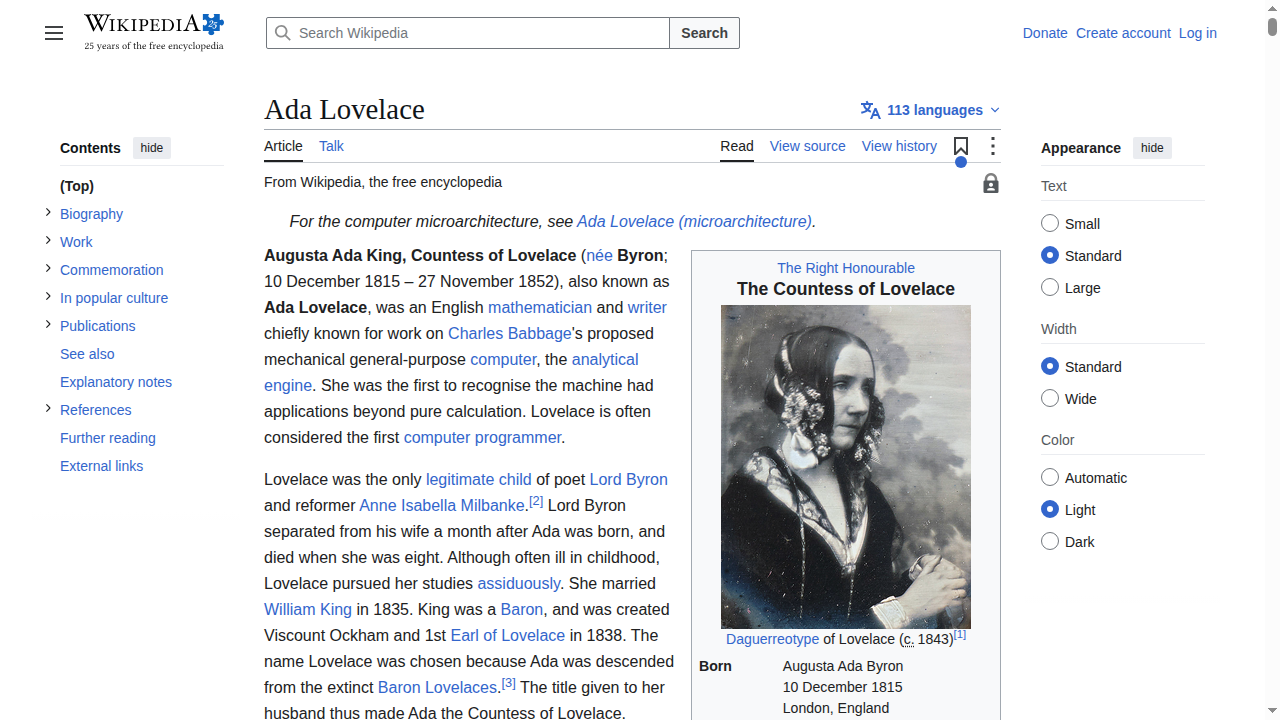 WIKIPEDIA 25
25 years of the free encyclopedia
Search Wikipedia
Search
Donate Create account Log in
Contents hide
(Top)
Biography
Work
Commemoration
In popular culture
Publications
See also
Explanatory notes
References
Further reading
External links
Ada Lovelace
113 languages
Article Talk Read View source View history
From Wikipedia, the free encyclopedia
For the computer microarchitecture, see Ada Lovelace (microarchitecture).
Augusta Ada King, Countess of Lovelace (née Byron;
10 December 1815 – 27 November 1852), also known as
Ada Lovelace, was an English mathematician and writer
chiefly known for work on Charles Babbage's proposed
mechanical general-purpose computer, the analytical
engine. She was the first to recognise the machine had
applications beyond pure calculation. Lovelace is often
considered the first computer programmer.
Lovelace was the only legitimate child of poet Lord Byron
and reformer Anne Isabella Milbanke.[2] Lord Byron
separated from his wife a month after Ada was born, and
died when she was eight. Although often ill in childhood,
Lovelace pursued her studies assiduously. She married
William King in 1835. King was a Baron, and was created
Viscount Ockham and 1st Earl of Lovelace in 1838. The
name Lovelace was chosen because Ada was descended
from the extinct Baron Lovelaces.[3] The title given to her
husband thus made Ada the Countess of Lovelace.
The Right Honourable
The Countess of Lovelace
Daguerreotype of Lovelace (c. 1843)[1]
Born Augusta Ada Byron
10 December 1815
London, England
Appearance hide
Text
Small
Standard
Large
Width
Standard
Wide
Color
Automatic
Light
Dark